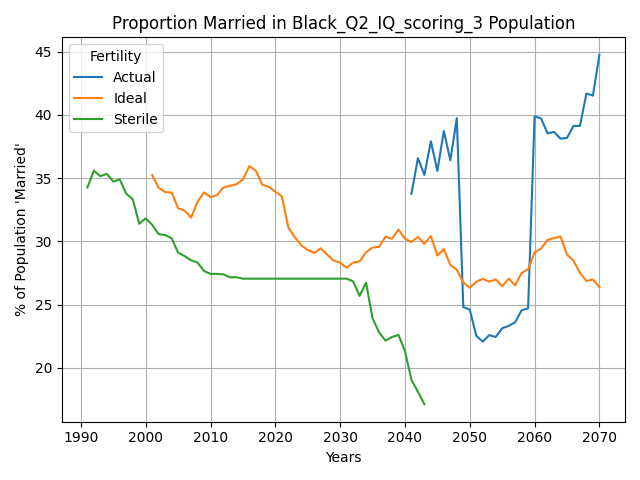 Proportion Married in Black_Q2_IQ_scoring_3 Population
% of Population 'Married'
45
40
35
30
25
20
Fertility
Actual
Ideal
Sterile
1990 2000 2010 2020 2030 2040 2050 2060 2070
Years